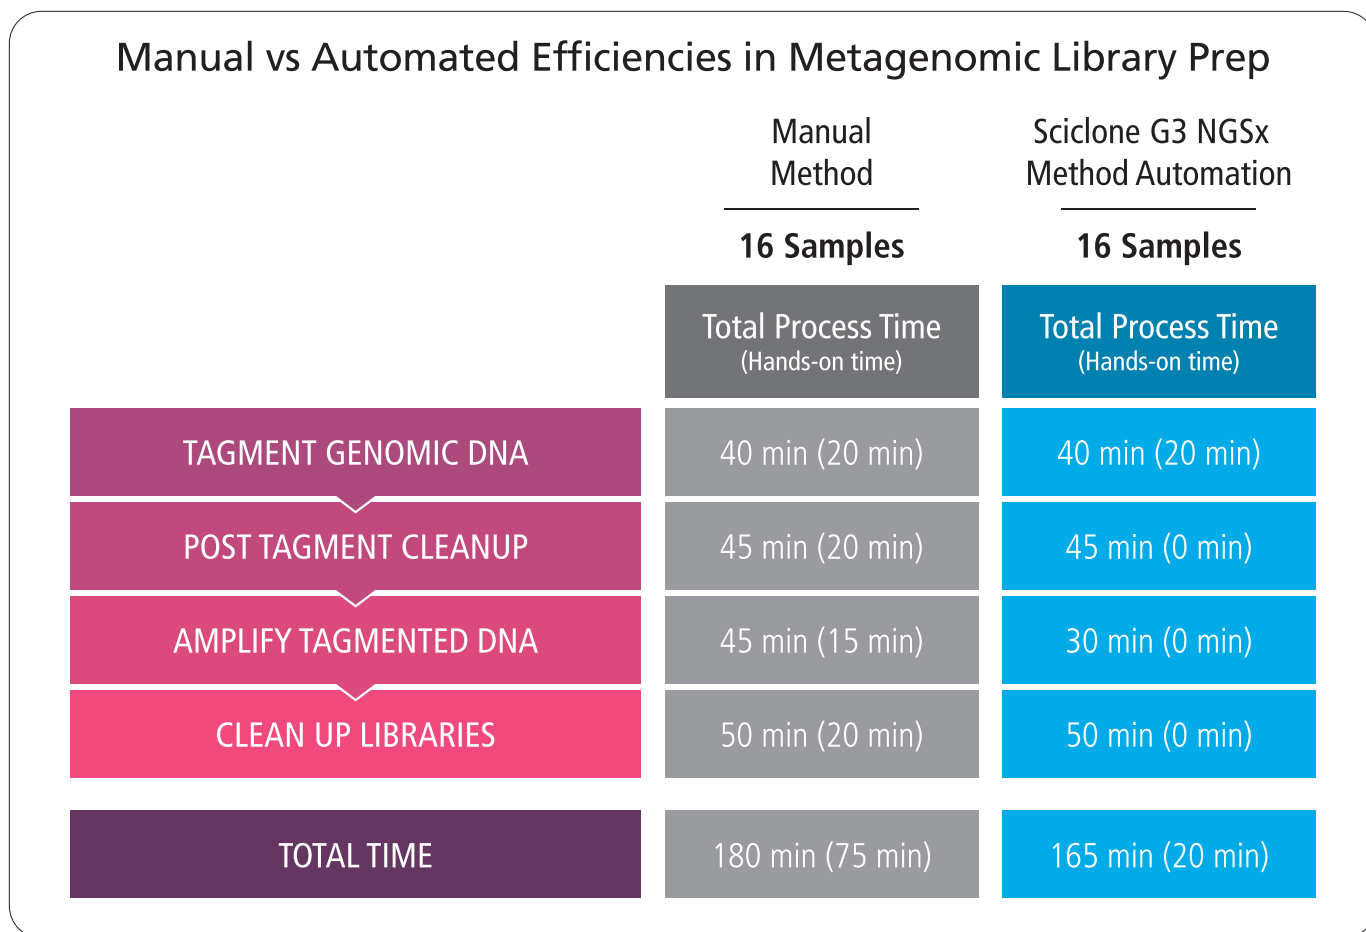 Manual vs Automated Efficiencies in Metagenomic Library Prep
Manual
Method
Sciclone G3 NGSx
Method Automation
16 Samples
16 Samples
Total Process Time
(Hands-on time)
Total Process Time
(Hands-on time)
TAGMENT GENOMIC DNA
40 min (20 min)
40 min (20 min)
POST TAGMENT CLEANUP
45 min (20 min)
45 min (0 min)
AMPLIFY TAGMENTED DNA
45 min (15 min)
30 min (0 min)
CLEAN UP LIBRARIES
50 min (20 min)
50 min (0 min)
TOTAL TIME
180 min (75 min)
165 min (20 min)